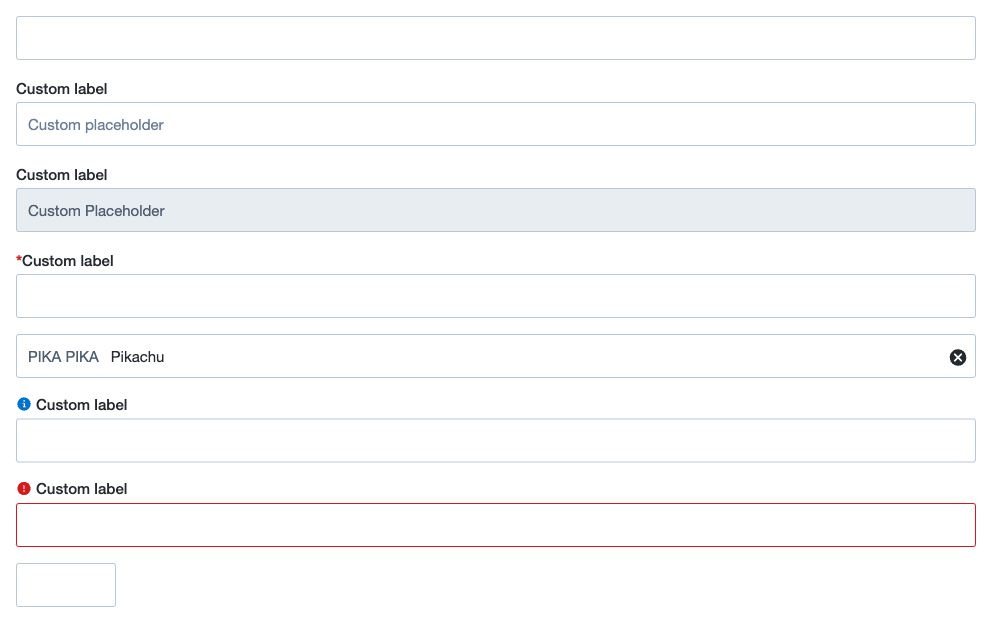 Custom label
Custom placeholder
Custom label
Custom Placeholder
*Custom label
PIKA PIKA Pikachu
Custom label
Custom label